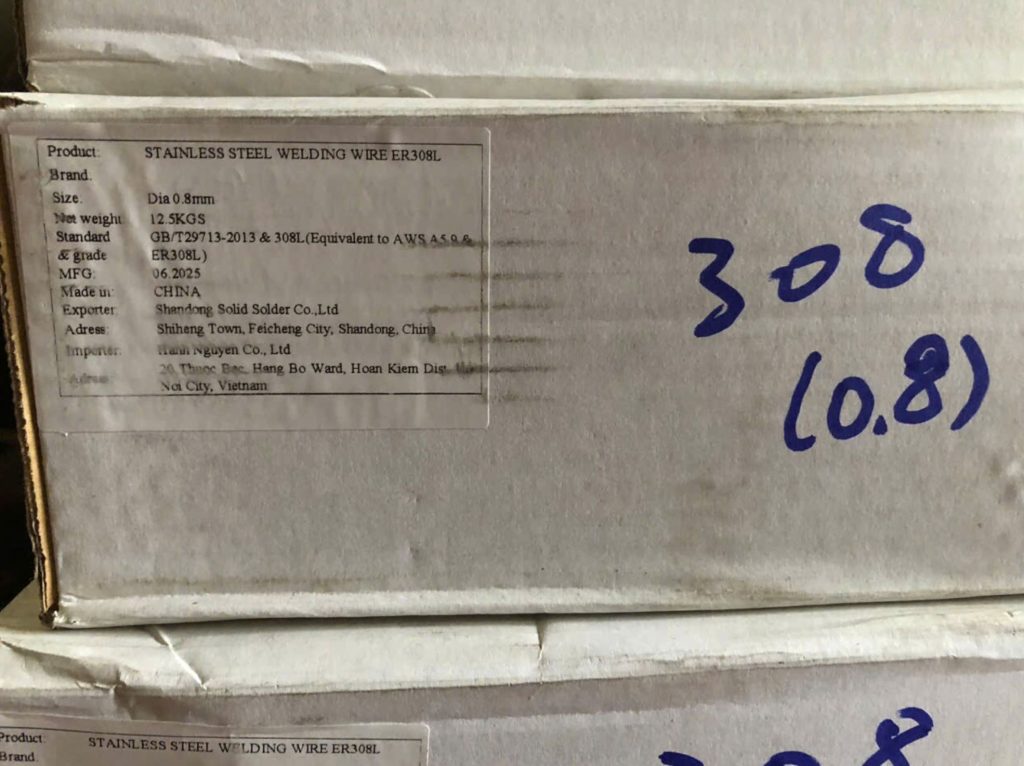 Product: STAINLESS STEEL WELDING WIRE ER308L
Brand.
Size: Dia 0.8mm
Net weight: 12.5KGS
Standard GB/T29713-2013 & 308L(Equivalent to AWS A5.9 &
& grade ER308L)
MFG: 06.2025
Made in: CHINA
Exporter: Shandong Solid Solder Co.,Ltd
Adress: Shiheng Town, Feicheng City, Shandong, China
Importer: Hanh Nguyen Co., Ltd
Adress: 20 Thuoc Bac, Hang Bo Ward, Hoan Kiem Dist,
Noi City, Vietnam
308
(0.8)
Product: STAINLESS STEEL WELDING WIRE ER308L
Brand.